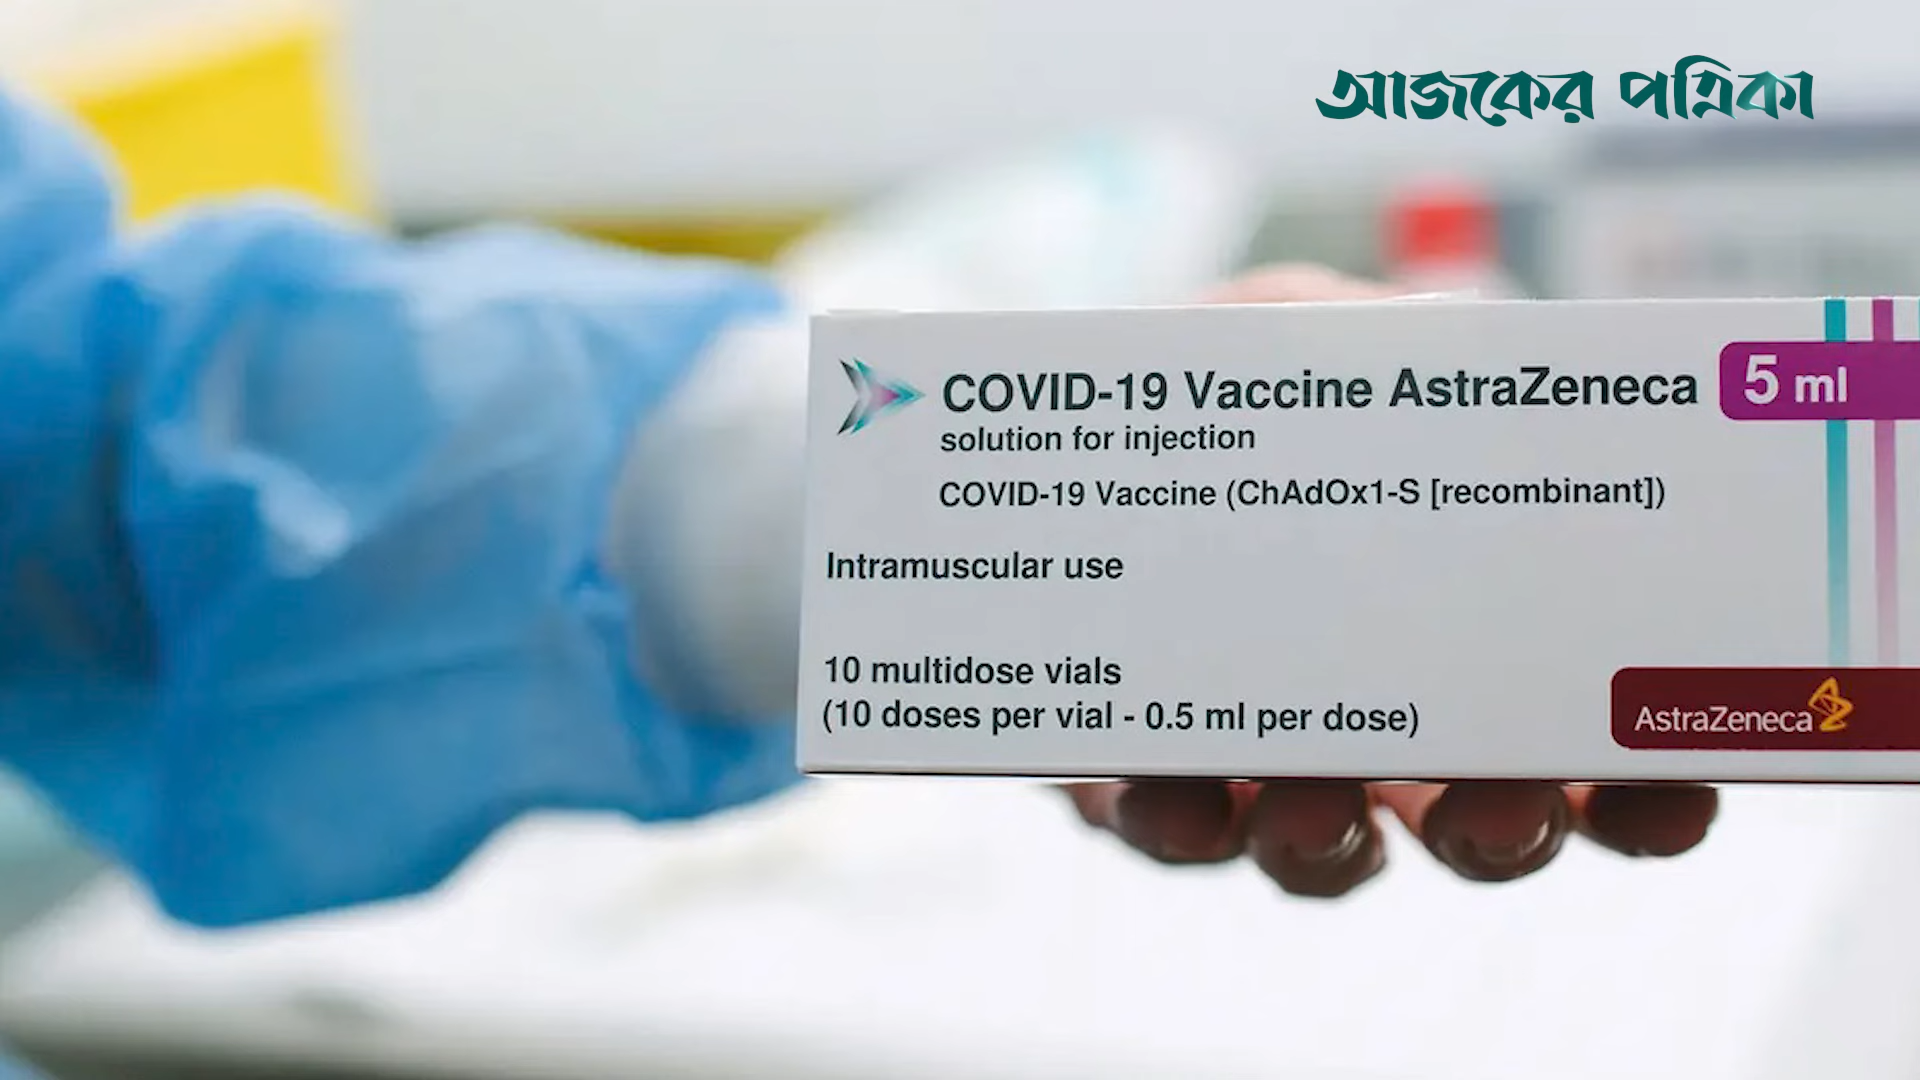 আজকের পত্রিকা
COVID-19 Vaccine AstraZeneca 5 ml
solution for injection
COVID-19 Vaccine (ChAdOx1-S [recombinant])
Intramuscular use
10 multidose vials
(10 doses per vial - 0.5 ml per dose)
AstraZeneca